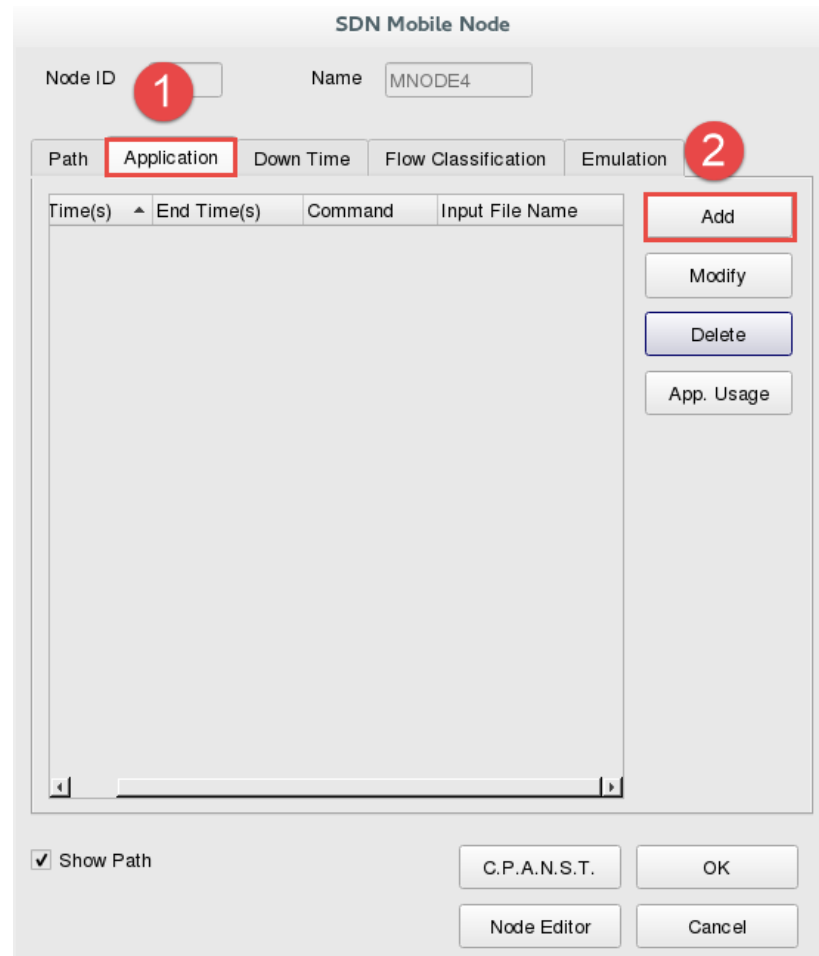 SDN Mobile Node
Node ID
Name MNODE4
1
Path Application Down Time Flow Classification Emulation
2
Time(s) End Time(s) Command Input File Name
Add
Modify
Delete
App. Usage
Show Path
C.P.A.N.S.T. OK
Node Editor Cancel